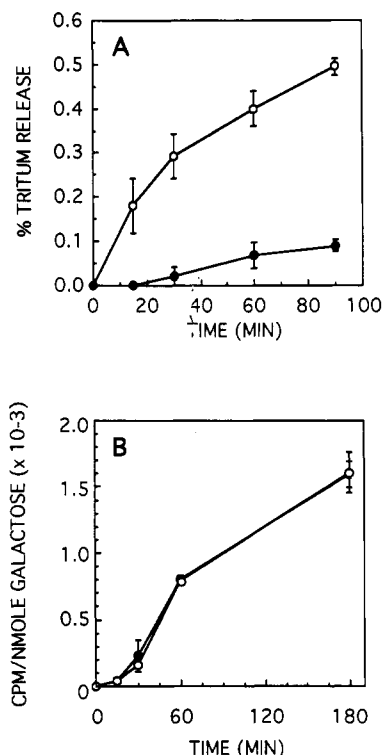 A
0.6
0.5
0.4
0.3
0.2
0.1
0.0
% TRITUM RELEASE
0 20 40 60 80 100
TIME (MIN)
B
2.0
1.5
1.0
0.5
0
CPM/NMOLE GALACTOSE (x 10-3)
0 60 120 180
TIME (MIN)